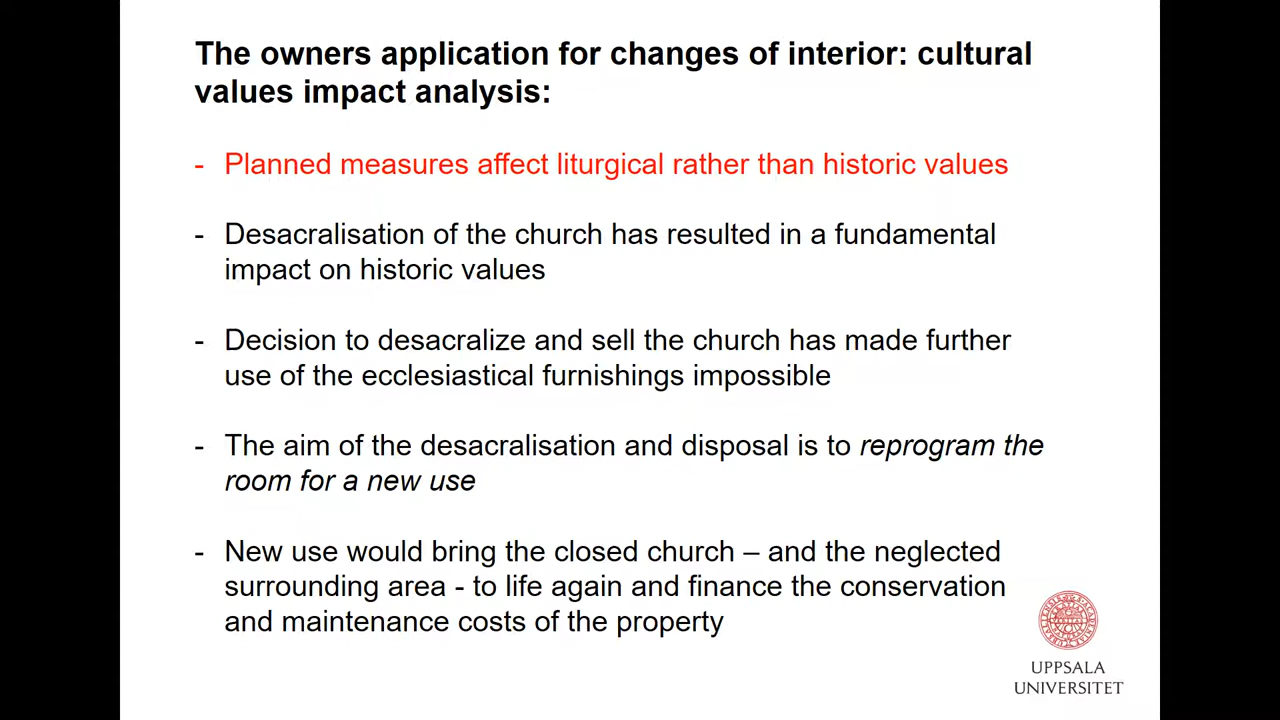 The owners application for changes of interior: cultural
values impact analysis:
- Planned measures affect liturgical rather than historic values
- Desacralisation of the church has resulted in a fundamental
impact on historic values
- Decision to desacralize and sell the church has made further
use of the ecclesiastical furnishings impossible
- The aim of the desacralisation and disposal is to reprogram the
room for a new use
- New use would bring the closed church – and the neglected
surrounding area - to life again and finance the conservation
and maintenance costs of the property
UPPSALA
UNIVERSITET